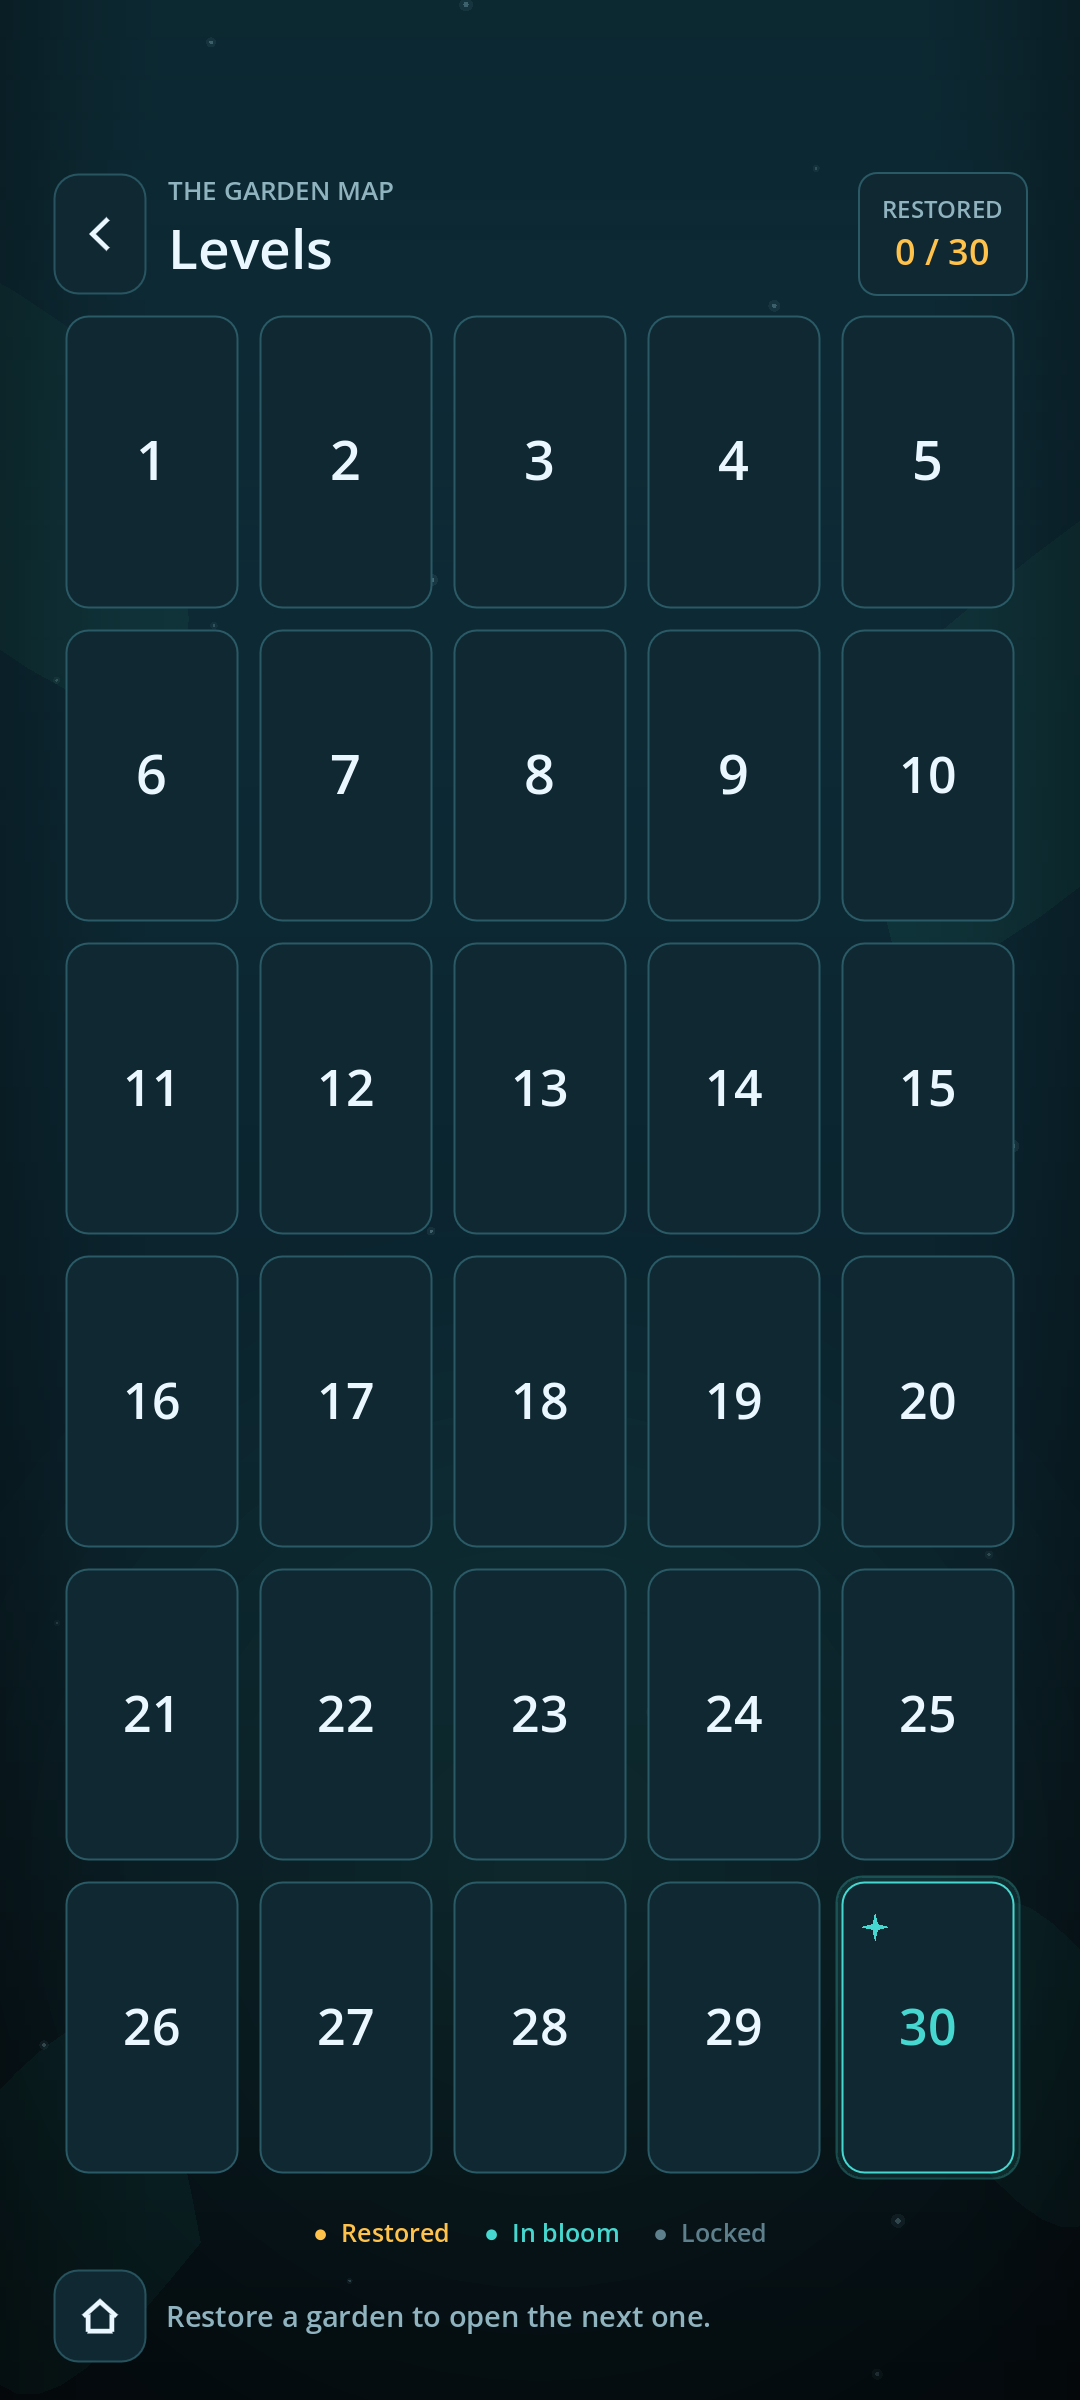 THE GARDEN MAP
Levels
RESTORED
0 / 30
1 2 3 4 5
6 7 8 9 10
11 12 13 14 15
16 17 18 19 20
21 22 23 24 25
26 27 28 29 30
Restored In bloom Locked
Restore a garden to open the next one.